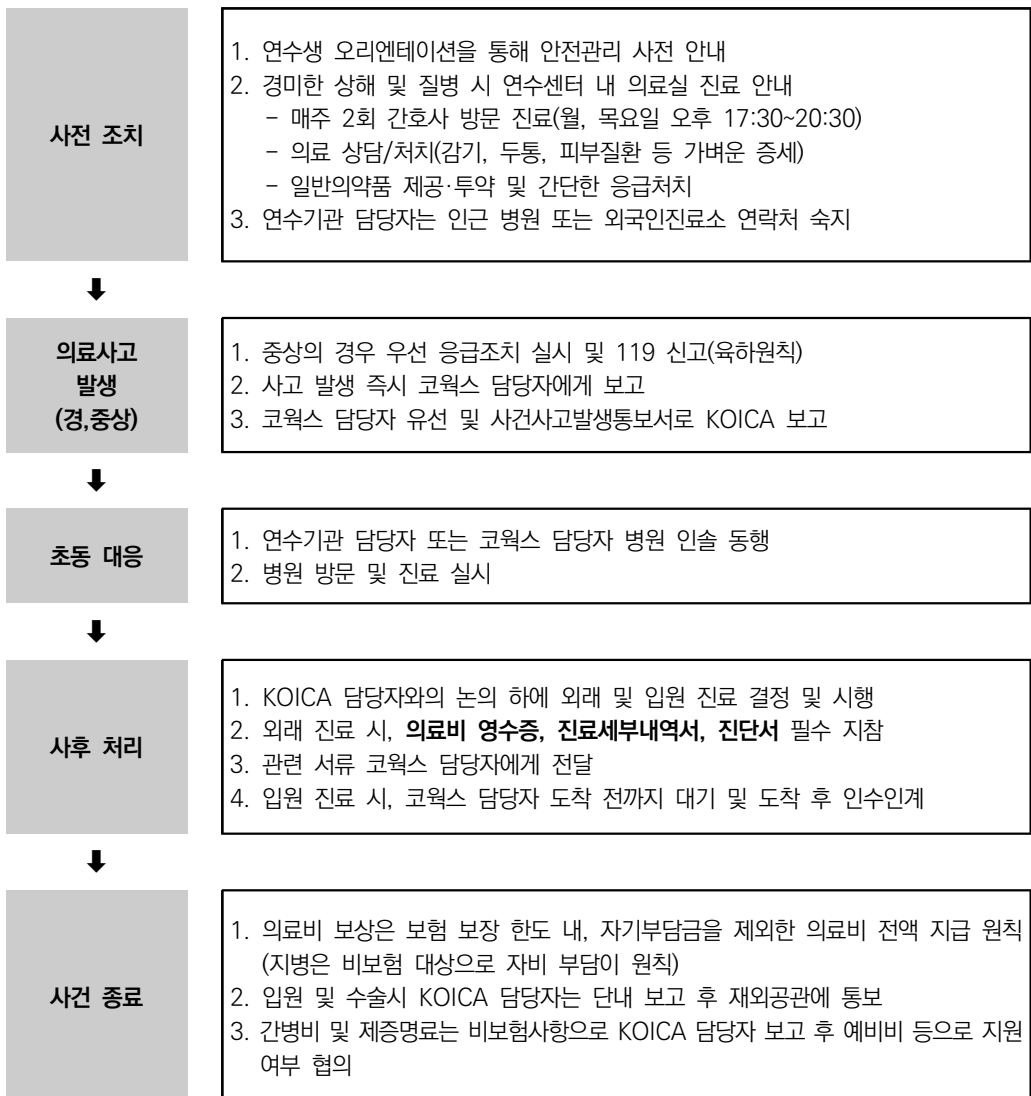 사전 조치
1. 연수생 오리엔테이션을 통해 안전관리 사전 안내
2. 경미한 상해 및 질병 시 연수센터 내 의료실 진료 안내
- 매주 2회 간호사 방문 진료(월, 목요일 오후 17:30~20:30)
- 의료 상담/처치(감기, 두통, 피부질환 등 가벼운 증세)
- 일반의약품 제공·투약 및 간단한 응급처치
3. 연수기관 담당자는 인근 병원 또는 외국인진료소 연락처 숙지
의료사고
발생
(경,중상)
1. 중상의 경우 우선 응급조치 실시 및 119 신고(육하원칙)
2. 사고 발생 즉시 코웍스 담당자에게 보고
3. 코웍스 담당자 유선 및 사건사고발생통보서로 KOICA 보고
초동 대응
1. 연수기관 담당자 또는 코웍스 담당자 병원 인솔 동행
2. 병원 방문 및 진료 실시
사후 처리
1. KOICA 담당자와의 논의 하에 외래 및 입원 진료 결정 및 시행
2. 외래 진료 시, 의료비 영수증, 진료세부내역서, 진단서 필수 지참
3. 관련 서류 코웍스 담당자에게 전달
4. 입원 진료 시, 코웍스 담당자 도착 전까지 대기 및 도착 후 인수인계
사건 종료
1. 의료비 보상은 보험 보장 한도 내, 자기부담금을 제외한 의료비 전액 지급 원칙
(지병은 비보험 대상으로 자비 부담이 원칙)
2. 입원 및 수술시 KOICA 담당자는 단내 보고 후 재외공관에 통보
3. 간병비 및 제증명료는 비보험사항으로 KOICA 담당자 보고 후 예비비 등으로 지원
여부 협의